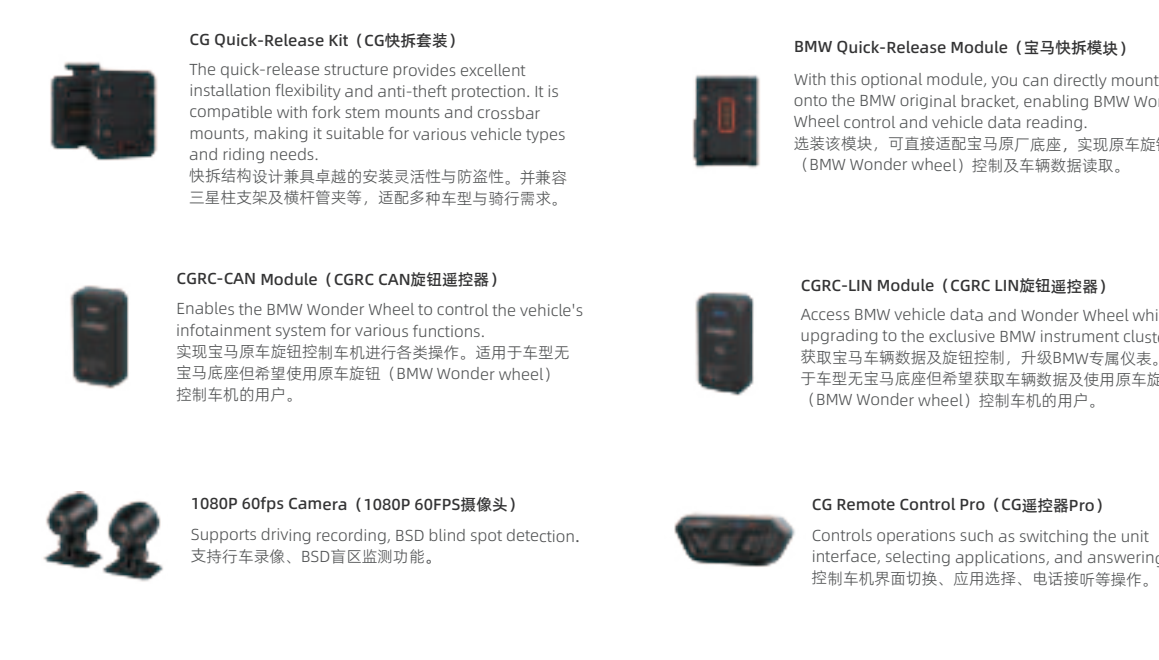 CG Quick-Release Kit（CG快拆套装）
The quick-release structure provides excellent
installation flexibility and anti-theft protection. It is
compatible with fork stem mounts and crossbar
mounts, making it suitable for various vehicle types
and riding needs.
快拆结构设计兼具卓越的安装灵活性与防盗性。并兼容
三星柱支架及横杆管夹等，适配多种车型与骑行需求。
BMW Quick-Release Module（宝马快拆模块）
With this optional module, you can directly mount
onto the BMW original bracket, enabling BMW
Wheel control and vehicle data reading.
选装该模块，可直接适配宝马原厂底座，实现原车旋
（BMW Wonder wheel）控制及车辆数据读取。
CGRC-CAN Module（CGRC CAN旋钮遥控器）
Enables the BMW Wonder Wheel to control the vehicle's
infotainment system for various functions.
实现宝马原车旋钮控制车机进行各类操作。适用于车型无
宝马底座但希望使用原车旋钮（BMW Wonder wheel）
控制车机的用户。
CGRC-LIN Module（CGRC LIN旋钮遥控器）
Access BMW vehicle data and Wonder Wheel
upgrading to the exclusive BMW instrument
获取宝马车辆数据及旋钮控制，升级BMW专属仪表。
于车型无宝马底座但希望获取车辆数据及使用原车旋
（BMW Wonder wheel）控制车机的用户。
1080P 60fps Camera（1080P 60FPS摄像头）
Supports driving recording, BSD blind spot detection.
支持行车录像、BSD盲区监测功能。
CG Remote Control Pro（CG遥控器Pro）
Controls operations such as switching the unit
interface, selecting applications, and answering
控制车机界面切换、应用选择、电话接听等操作。